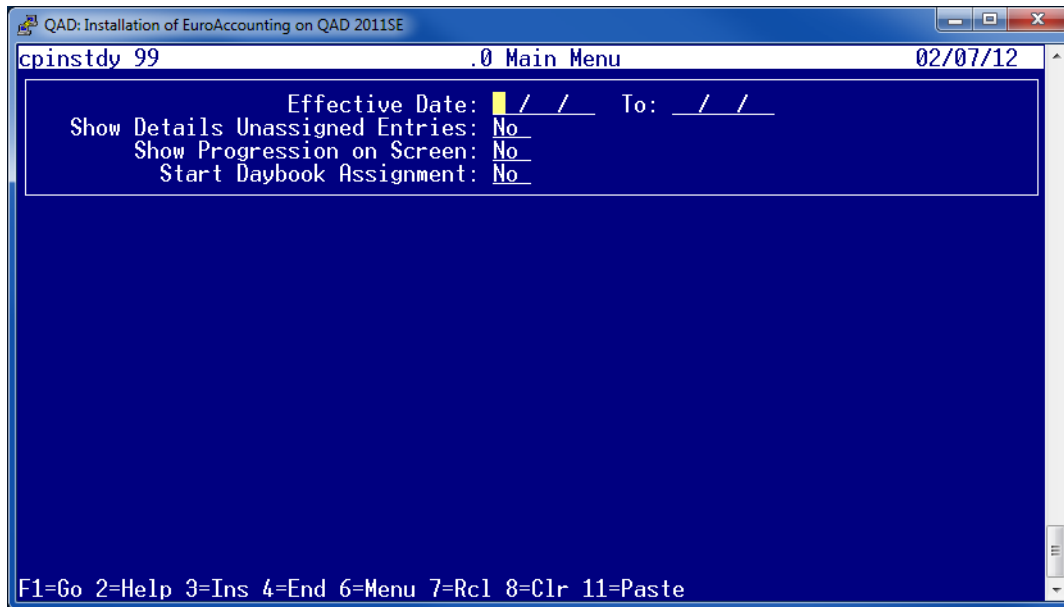 QAD: Installation of EuroAccounting on QAD 2011SE
cpinstdy 99 .0 Main Menu 02/07/12
Effective Date: / / To: / /
Show Details Unassigned Entries: No
Show Progression on Screen: No
Start Daybook Assignment: No
F1=Go 2=Help 3=Ins 4=End 6=Menu 7=Rcl 8=Clr 11=Paste